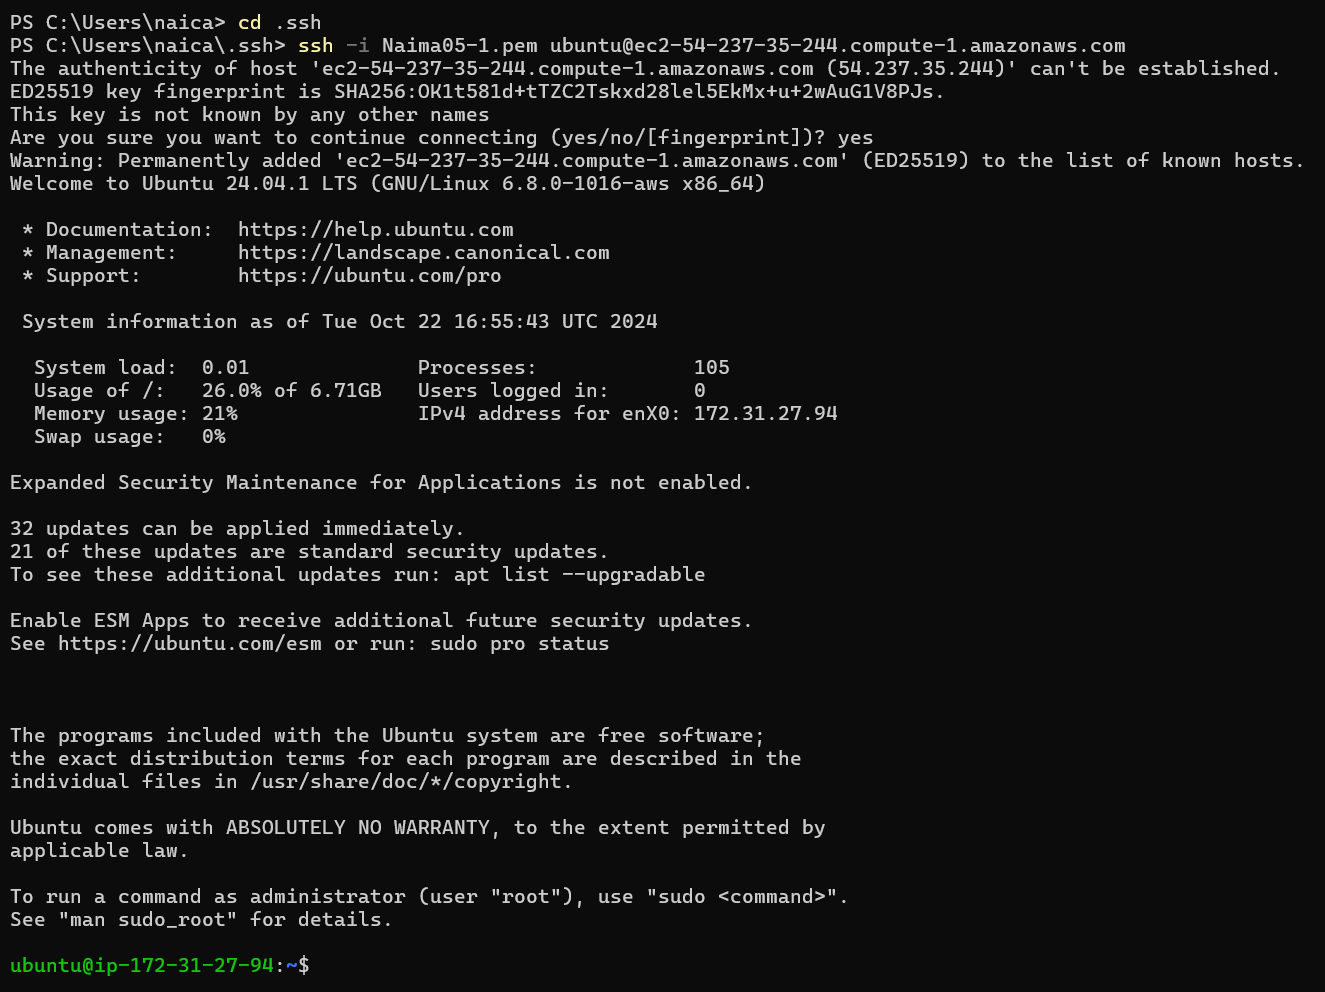 PS C:\Users\naica> cd .ssh
PS C:\Users\naica\.ssh> ssh -i Naima05-1.pem ubuntu@ec2-54-237-35-244.compute-1.amazonaws.com
The authenticity of host 'ec2-54-237-35-244.compute-1.amazonaws.com (54.237.35.244)' can't be established.
ED25519 key fingerprint is SHA256:OK1t581d+tTZC2Tskxd28lel5EkMx+u+2wAuG1V8PJs.
This key is not known by any other names
Are you sure you want to continue connecting (yes/no/[fingerprint])? yes
Warning: Permanently added 'ec2-54-237-35-244.compute-1.amazonaws.com' (ED25519) to the list of known hosts.
Welcome to Ubuntu 24.04.1 LTS (GNU/Linux 6.8.0-1016-aws x86_64)
* Documentation:  https://help.ubuntu.com
* Management:     https://landscape.canonical.com
* Support:        https://ubuntu.com/pro
System information as of Tue Oct 22 16:55:43 UTC 2024
System load:  0.01              Processes:             105
Usage of /:   26.0% of 6.71GB   Users logged in:       0
Memory usage: 21%               IPv4 address for enX0: 172.31.27.94
Swap usage:   0%
Expanded Security Maintenance for Applications is not enabled.
32 updates can be applied immediately.
21 of these updates are standard security updates.
To see these additional updates run: apt list --upgradable
Enable ESM Apps to receive additional future security updates.
See https://ubuntu.com/esm or run: sudo pro status
The programs included with the Ubuntu system are free software;
the exact distribution terms for each program are described in the
individual files in /usr/share/doc/*/copyright.
Ubuntu comes with ABSOLUTELY NO WARRANTY, to the extent permitted by
applicable law.
To run a command as administrator (user "root"), use "sudo <command>".
See "man sudo_root" for details.
ubuntu@ip-172-31-27-94:~$